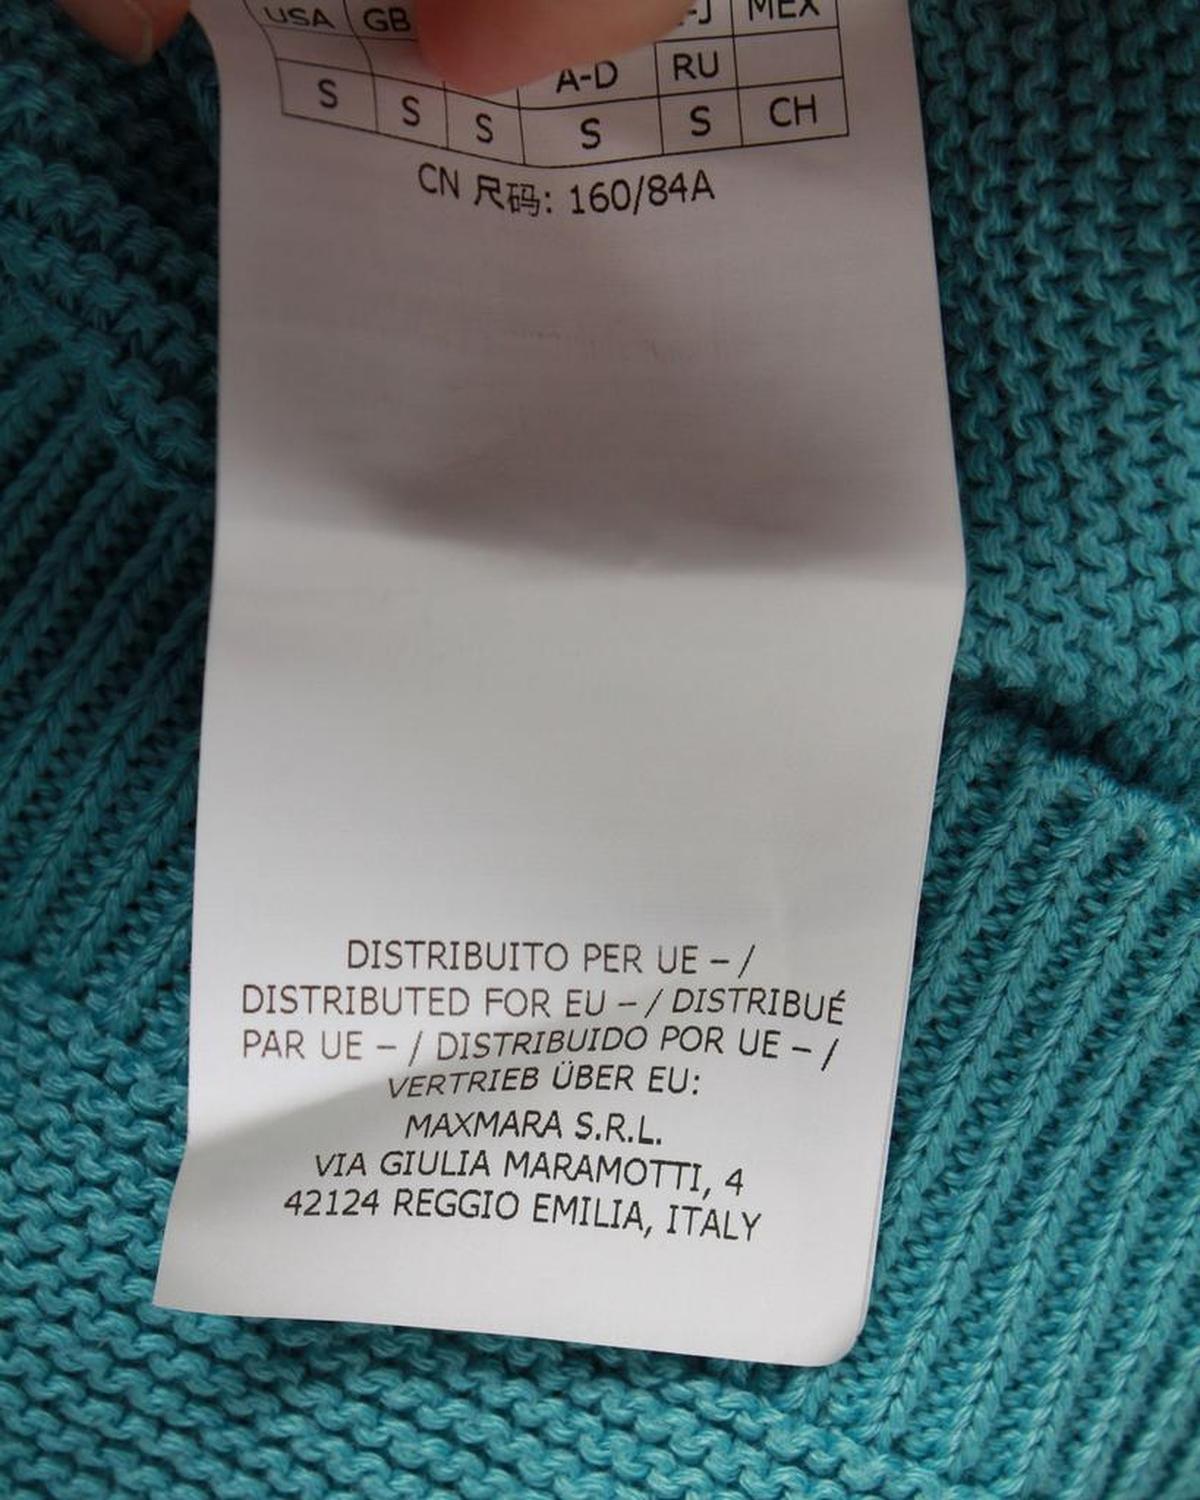 USA GB MEX
A-D RU
S S S S S CH
CN 尺码: 160/84A
DISTRIBUITO PER UE – /
DISTRIBUTED FOR EU – / DISTRIBUÉ
PAR UE – / DISTRIBUIDO POR UE – /
VERTRIEB ÜBER EU:
MAXMARA S.R.L.
VIA GIULIA MARAMOTTI, 4
42124 REGGIO EMILIA, ITALY